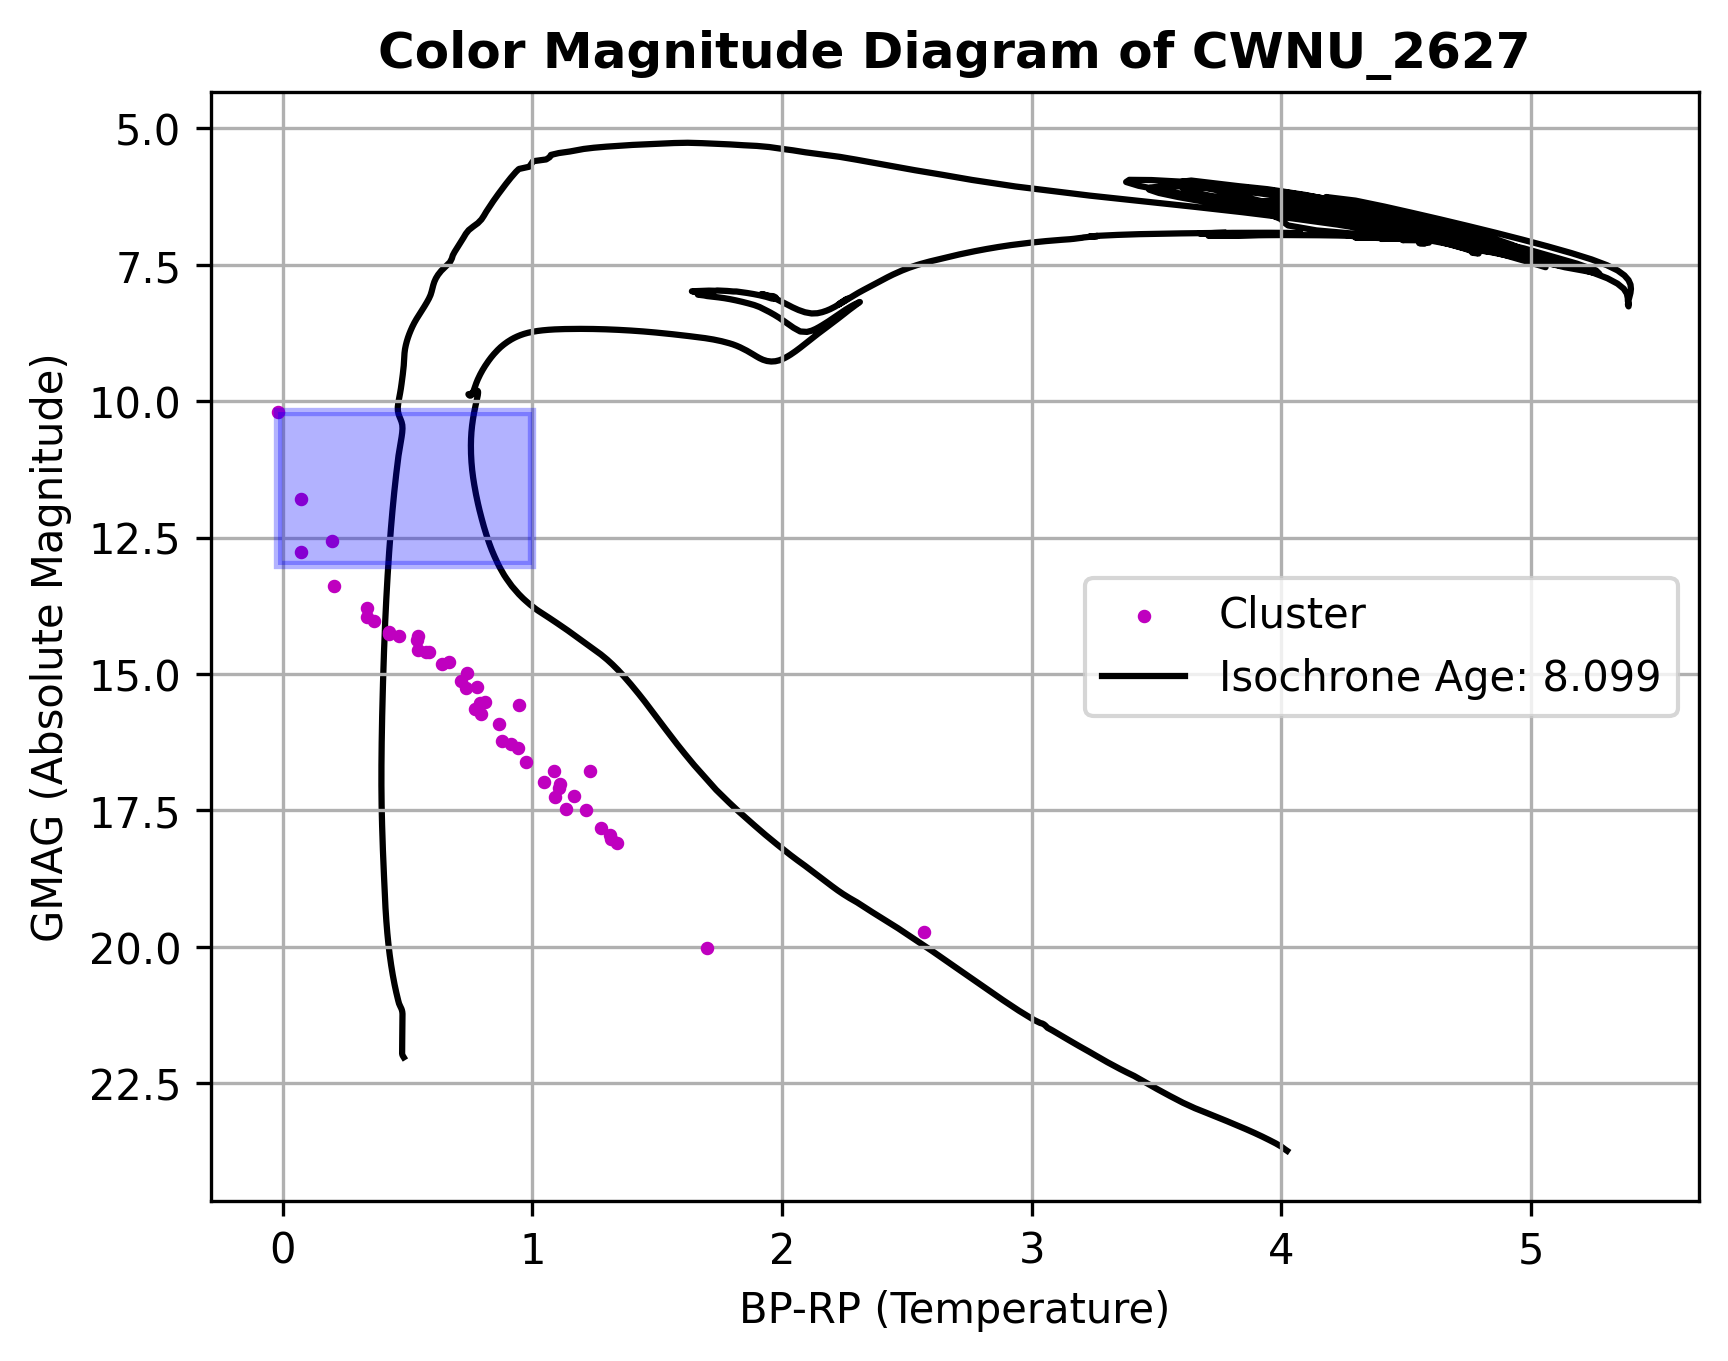 Color Magnitude Diagram of CWNU_2627
GMAG (Absolute Magnitude)
5.0
7.5
10.0
12.5
15.0
17.5
20.0
22.5
Cluster
Isochrone Age: 8.099
0 1 2 3 4 5
BP-RP (Temperature)